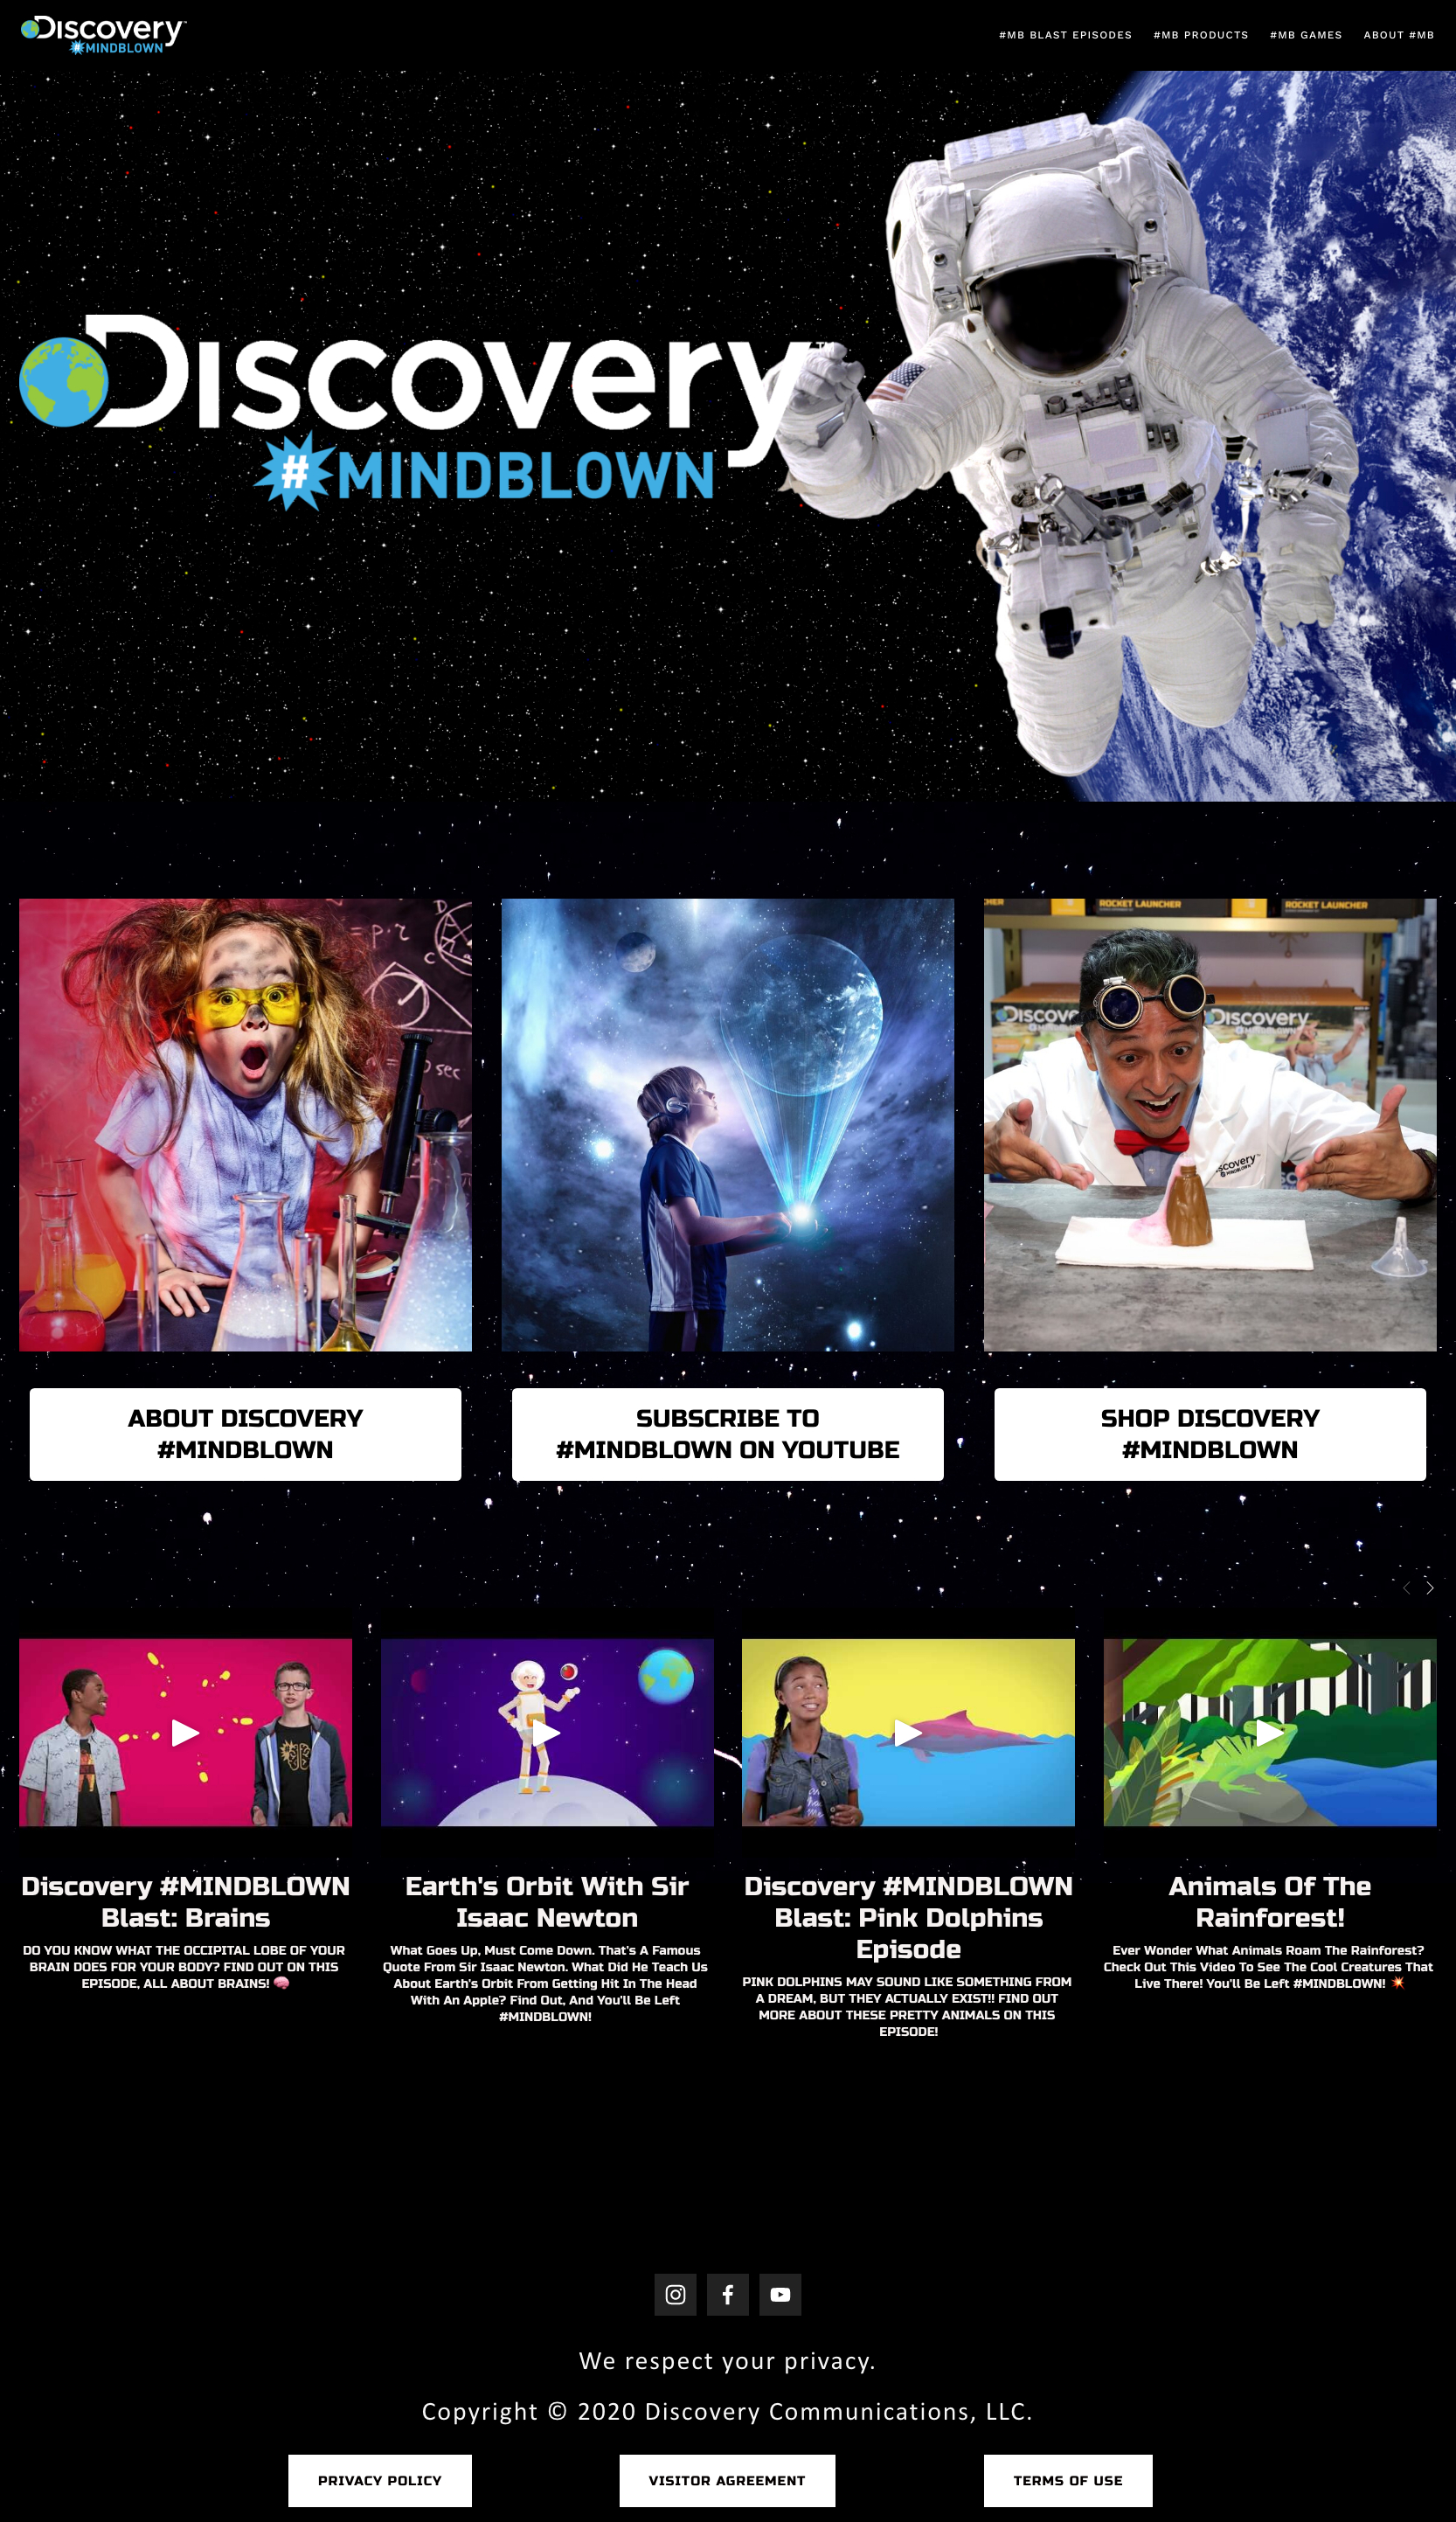 Discovery™
#MINDBLOWN
#MB BLAST EPISODES #MB PRODUCTS #MB GAMES ABOUT #MB
Discovery™
#MINDBLOWN
ROCKET LAUNCHER
ROCKET LAUNCHER
Discovery
MINDBLOWN
ABOUT DISCOVERY
#MINDBLOWN
SUBSCRIBE TO
#MINDBLOWN ON YOUTUBE
SHOP DISCOVERY
#MINDBLOWN
Discovery #MINDBLOWN
Blast: Brains
DO YOU KNOW WHAT THE OCCIPITAL LOBE OF YOUR
BRAIN DOES FOR YOUR BODY? FIND OUT ON THIS
EPISODE, ALL ABOUT BRAINS! 🧠
Earth's Orbit With Sir
Isaac Newton
What Goes Up, Must Come Down. That's A Famous
Quote From Sir Isaac Newton. What Did He Teach Us
About Earth's Orbit From Getting Hit In The Head
With An Apple? Find Out, And You'll Be Left
#MINDBLOWN!
Discovery #MINDBLOWN
Blast: Pink Dolphins
Episode
PINK DOLPHINS MAY SOUND LIKE SOMETHING FROM
A DREAM, BUT THEY ACTUALLY EXIST!! FIND OUT
MORE ABOUT THESE PRETTY ANIMALS ON THIS
EPISODE!
Animals Of The
Rainforest!
Ever Wonder What Animals Roam The Rainforest?
Check Out This Video To See The Cool Creatures That
Live There! You'll Be Left #MINDBLOWN! 💥
We respect your privacy.
Copyright © 2020 Discovery Communications, LLC.
PRIVACY POLICY VISITOR AGREEMENT TERMS OF USE